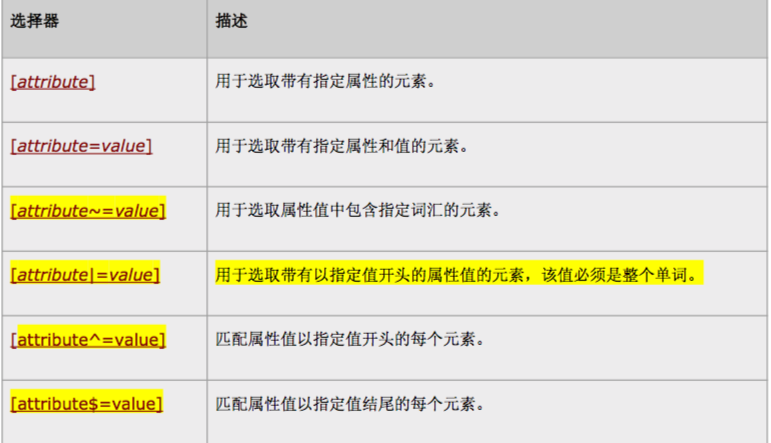 选择器 描述
[attribute] 用于选取带有指定属性的元素。
[attribute=value] 用于选取带有指定属性和值的元素。
[attribute~=value] 用于选取属性值中包含指定词汇的元素。
[attribute|=value] 用于选取带有以指定值开头的属性值的元素，该值必须是整个单词。
[attribute^=value] 匹配属性值以指定值开头的每个元素。
[attribute$=value] 匹配属性值以指定值结尾的每个元素。